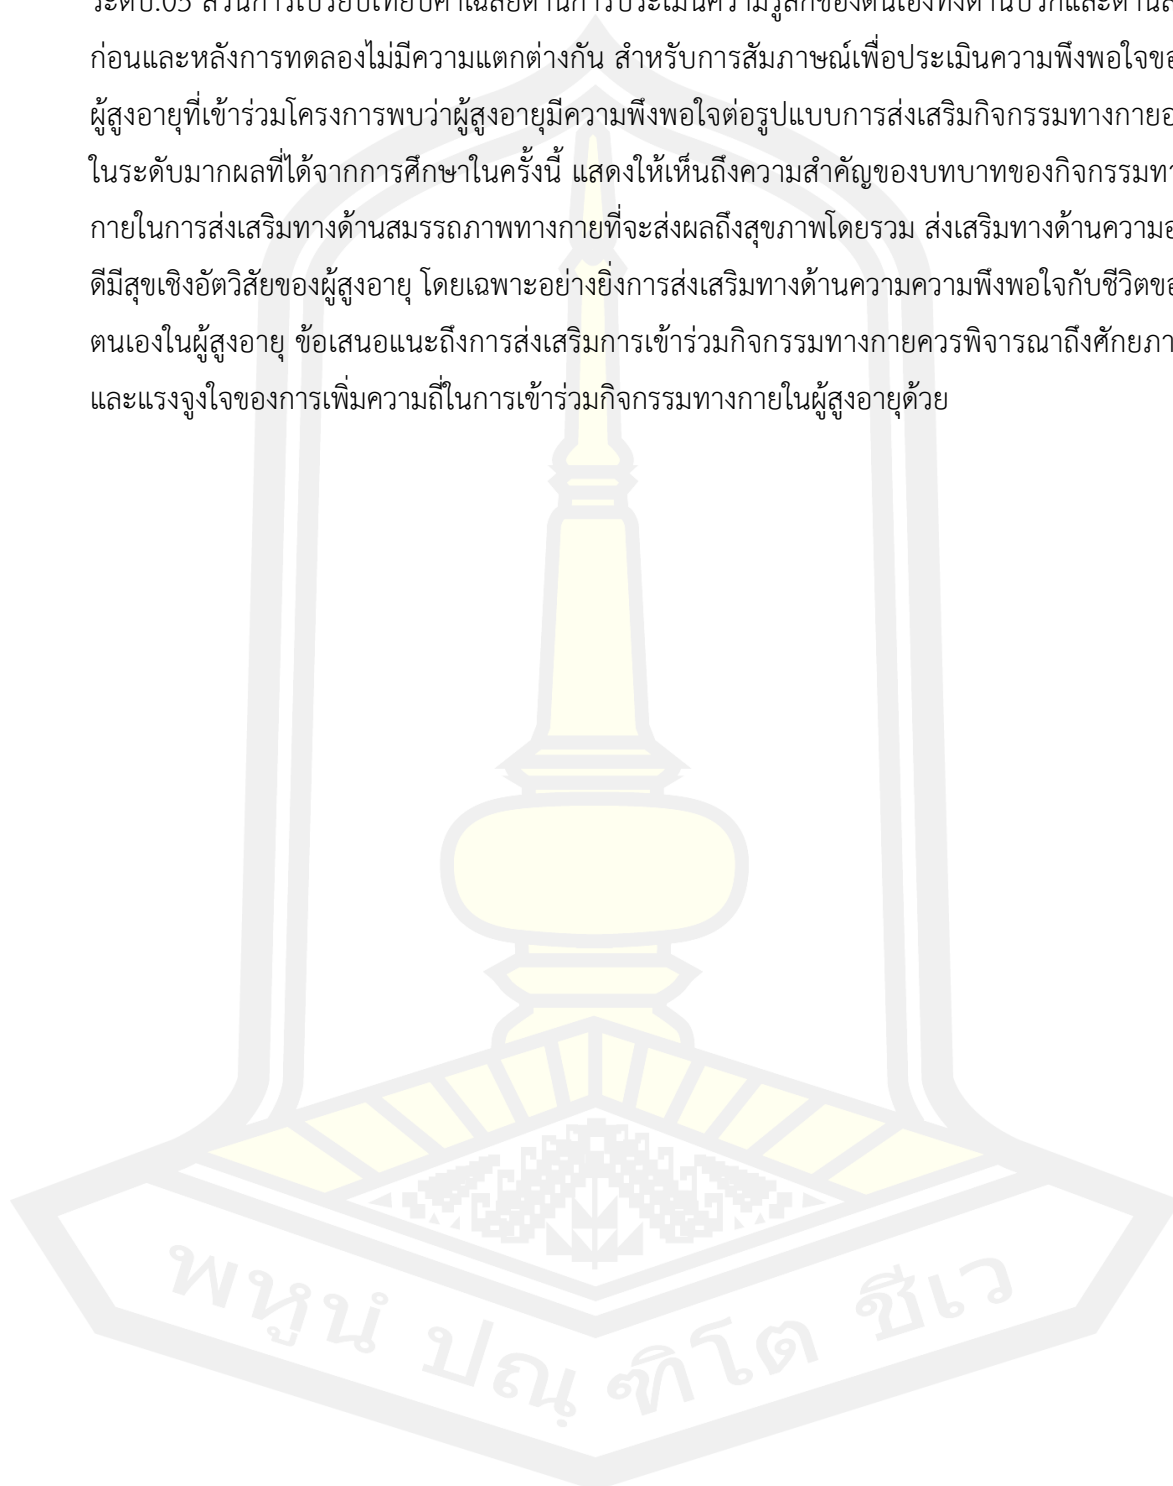 ระดับ.05 ส่วนการเปรียบเทียบค่าเฉลี่ยด้านการประเมินความรู้สึกของตนเองทั้งด้านบวกและด้าน
ก่อนและหลังการทดลองไม่มีความแตกต่างกัน สำหรับการสัมภาษณ์เพื่อประเมินความพึงพอใจ
ผู้สูงอายุที่เข้าร่วมโครงการพบว่าผู้สูงอายุมีความพึงพอใจต่อรูปแบบการส่งเสริมกิจกรรมทางกาย
ในระดับมากผลที่ได้จากการศึกษาในครั้งนี้ แสดงให้เห็นถึงความสำคัญของบทบาทของกิจกรรม
กายในการส่งเสริมทางด้านสมรรถภาพทางกายที่จะส่งผลถึงสุขภาพโดยรวม ส่งเสริมทางด้านความ
ดีมีสุขเชิงอัตวิสัยของผู้สูงอายุ โดยเฉพาะอย่างยิ่งการส่งเสริมทางด้านความความพึงพอใจกับชีวิต
ตนเองในผู้สูงอายุ ข้อเสนอแนะถึงการส่งเสริมการเข้าร่วมกิจกรรมทางกายควรพิจารณาถึงศักยภา
และแรงจูงใจของการเพิ่มความถี่ในการเข้าร่วมกิจกรรมทางกายในผู้สูงอายุด้วย
พหูนํ ปณฺฑิโต ชีเว